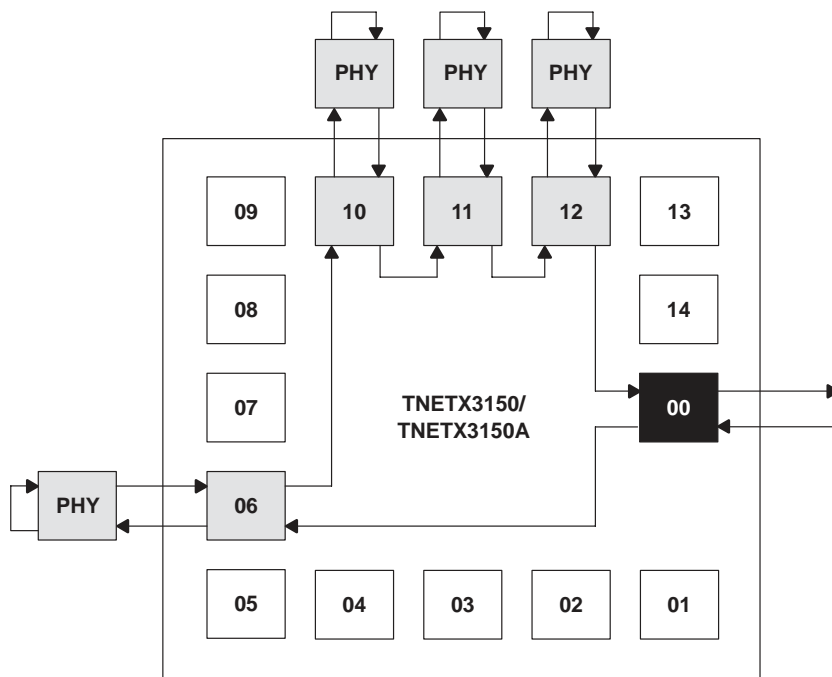 PHY PHY PHY
09 10 11 12 13
08 14
07 TNETX3150/
TNETX3150A 00
PHY 06
05 04 03 02 01